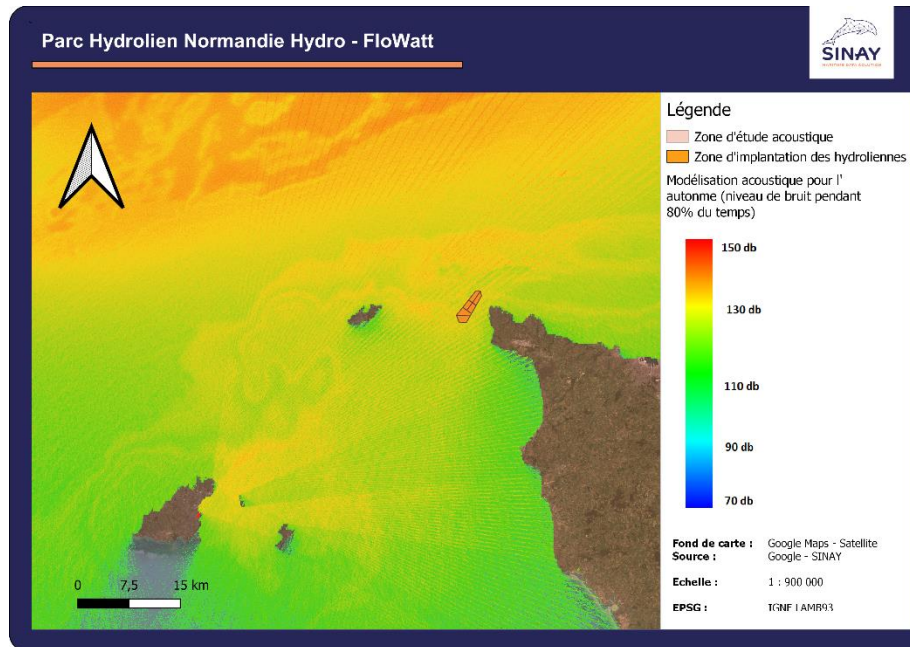 Parc Hydrolien Normandie Hydro - FloWatt
SINAY
Légende
Zone d'étude acoustique
Zone d'implantation des hydroliennes
Modélisation acoustique pour l'
autonme (niveau de bruit pendant
80% du temps)
150 db
130 db
110 db
90 db
70 db
Fond de carte : Google Maps - Satellite
Source : Google - SINAY
Echelle : 1 : 900 000
EPSG : IGNF LAMB93
0 7,5 15 km